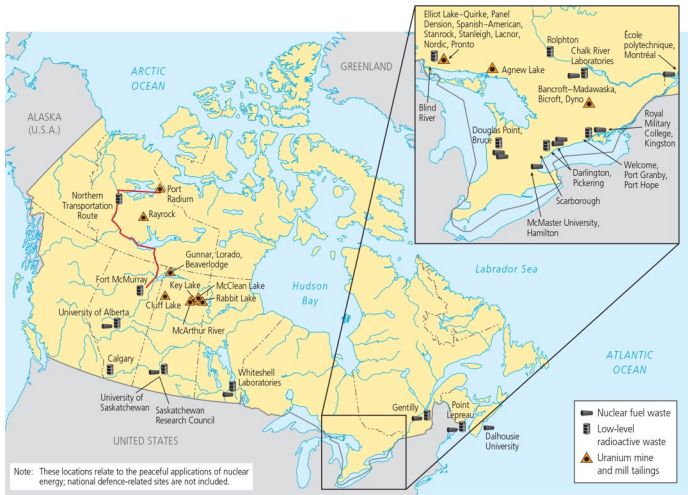 Elliot Lake–Quirke, Panel
Dension, Spanish–American,
Stanrock, Stanleigh, Lacnor,
Nordic, Pronto
Rolphton
Chalk River
Laboratories
École
polytechnique,
Montréal
Agnew Lake
Blind
River
Bancroft–Madawaska,
Bicroft, Dyno
Royal
Military
College,
Kingston
Douglas Point,
Bruce
Welcome,
Port Granby,
Port Hope
Darlington,
Pickering
Scarborough
McMaster University,
Hamilton
ARCTIC
OCEAN
GREENLAND
ALASKA
(U.S.A.)
Northern
Transportation
Route
Port
Radium
Rayrock
Gunnar, Lorado,
Beaverlodge
Fort McMurray
Key Lake
McClean Lake
Cluff Lake
Rabbit Lake
McArthur River
University of Alberta
Calgary
University of
Saskatchewan
Saskatchewan
Research Council
Whiteshell
Laboratories
Hudson
Bay
Labrador Sea
ATLANTIC
OCEAN
Gentilly
Point
Lepreau
Dalhousie
University
UNITED STATES
Nuclear fuel waste
Low-level
radioactive waste
Uranium mine
and mill tailings
Note: These locations relate to the peaceful applications of nuclear
energy; national defence-related sites are not included.